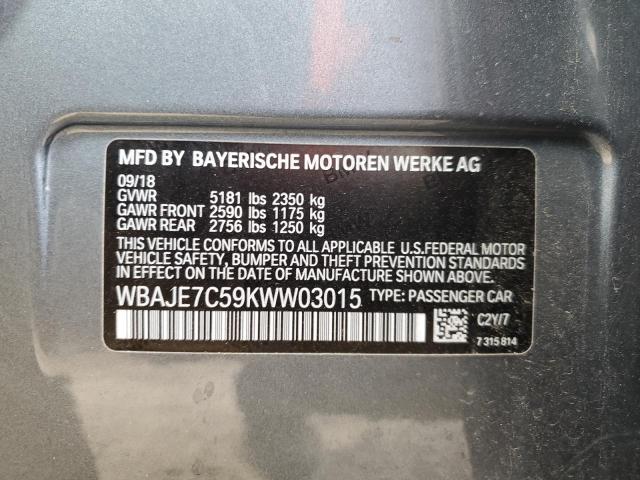 MFD BY BAYERISCHE MOTOREN WERKE AG
09/18
GVWR 5181 lbs 2350 kg
GAWR FRONT 2590 lbs 1175 kg
GAWR REAR 2756 lbs 1250 kg
THIS VEHICLE CONFORMS TO ALL APPLICABLE U.S.FEDERAL MOTOR
VEHICLE SAFETY, BUMPER AND THEFT PREVENTION STANDARDS
IN EFFECT ON THE DATE OF MANUFACTURE SHOWN ABOVE.
WBAJE7C59KWW03015 TYPE: PASSENGER CAR
C2Y/7
7 315 814